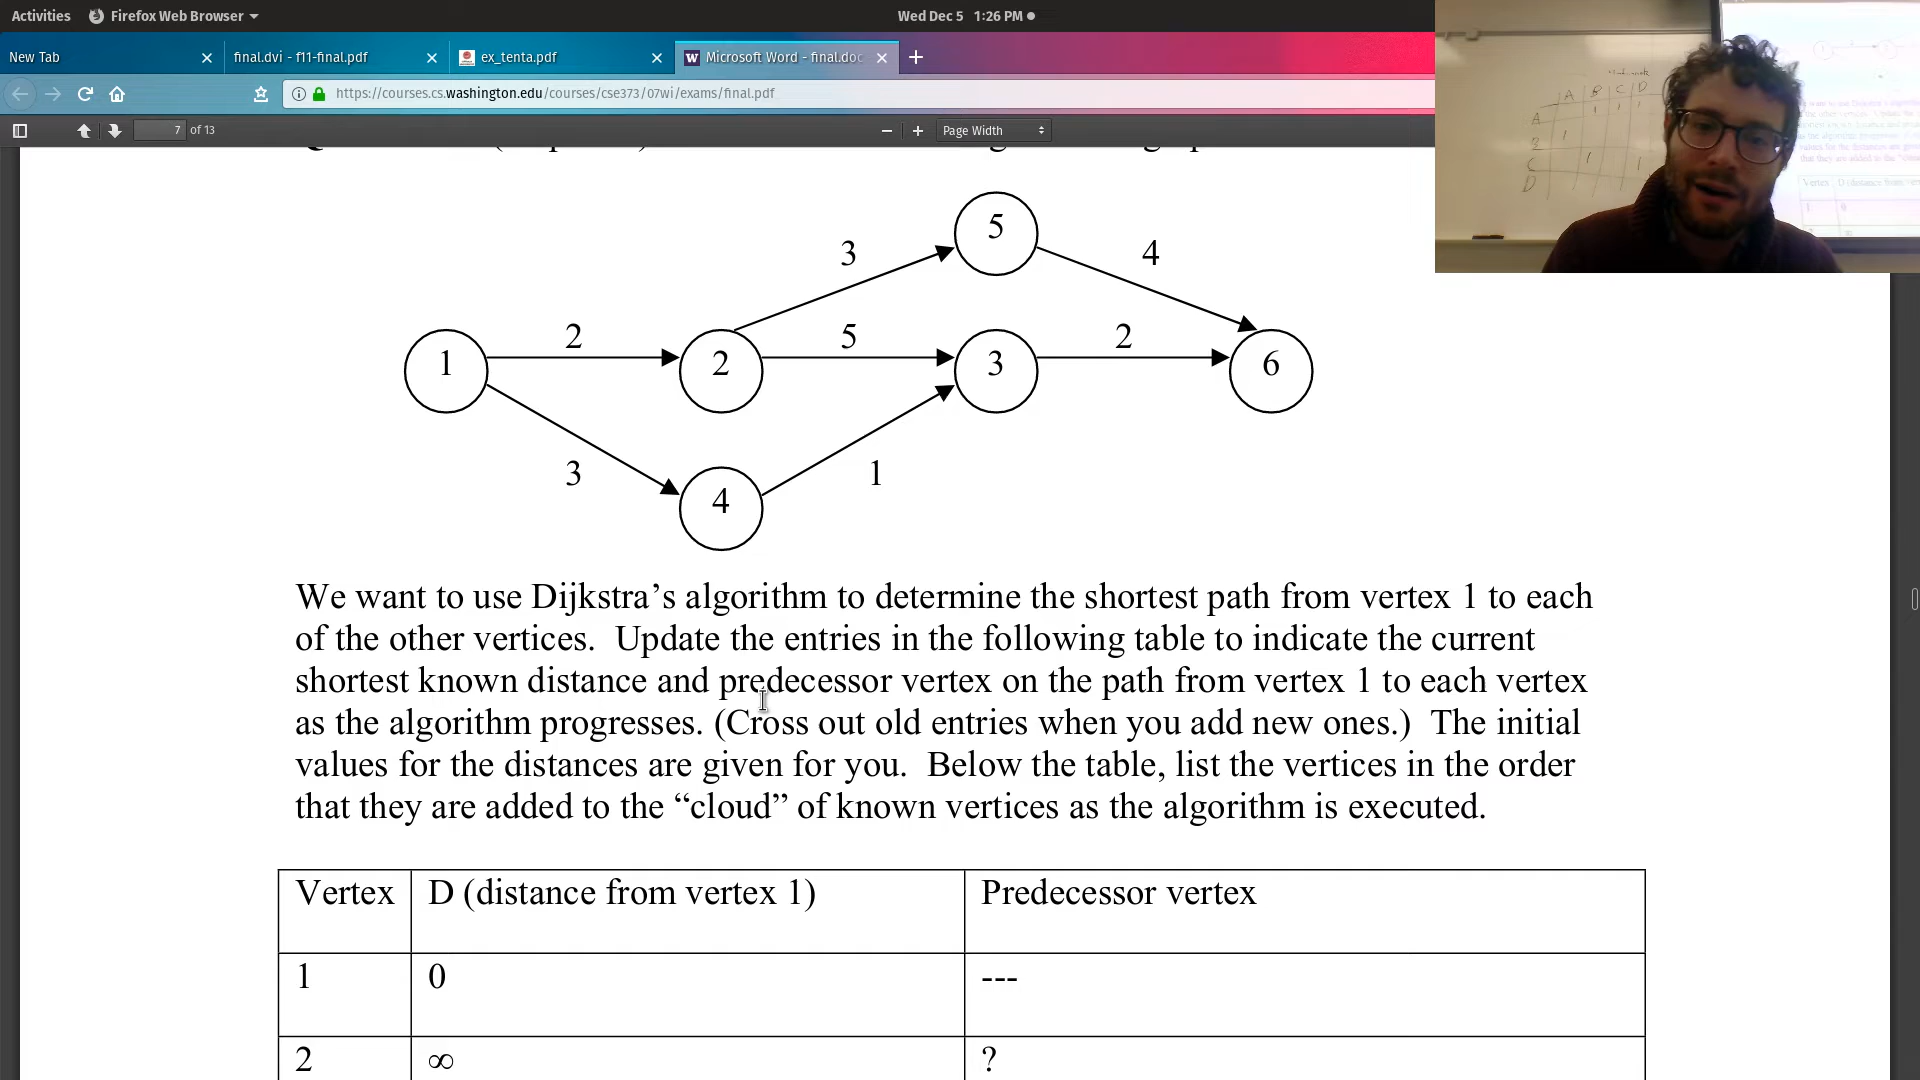 Activities Firefox Web Browser Wed Dec 5 1:26 PM
New Tab final.dvi - f11-final.pdf ex_tenta.pdf Microsoft Word - final.doc
https://courses.cs.washington.edu/courses/cse373/07wi/exams/final.pdf
7 of 13 Page Width
5
3 4
2 5 2
1 2 3 6
3 1
4
We want to use Dijkstra’s algorithm to determine the shortest path from vertex 1 to each
of the other vertices.  Update the entries in the following table to indicate the current
shortest known distance and predecessor vertex on the path from vertex 1 to each vertex
as the algorithm progresses. (Cross out old entries when you add new ones.)  The initial
values for the distances are given for you.  Below the table, list the vertices in the order
that they are added to the “cloud” of known vertices as the algorithm is executed.
Vertex D (distance from vertex 1) Predecessor vertex
1 0 ---
2 ∞ ?
A B C D
A 1 1 1
B 1
C 1 1
D 1 1